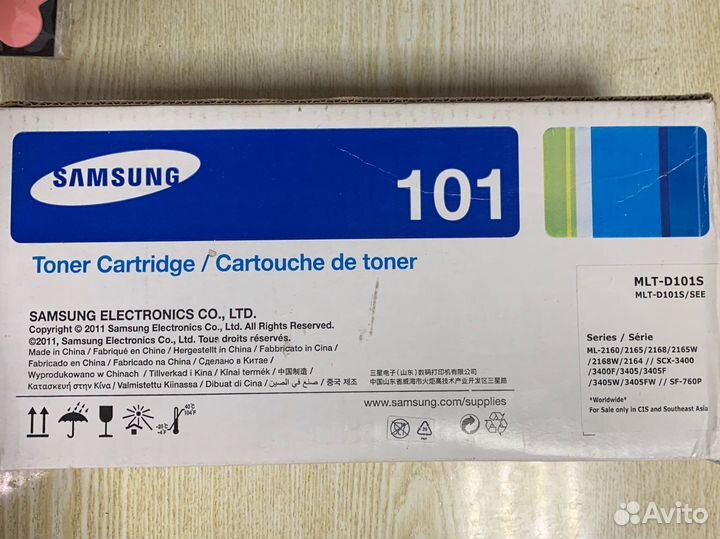 SAMSUNG
101
Toner Cartridge / Cartouche de toner
SAMSUNG ELECTRONICS CO., LTD.
Copyright © 2011 Samsung Electronics Co., Ltd. All Rights Reserved.
©2011, Samsung Electronics Co., Ltd. Tous droits réservés.
Made in China / Fabriqué en Chine / Hergestellt in China / Fabbricato in Cina /
Fabricado en China / Fabricado na China / Сделано в Китае /
Wyprodukowano w Chinach / Tillverkad i Kina / Kinai termék / 中国制造 /
Κατασκευή στην Κίνα / Valmistettu Kiinassa / Dibuat di Cina / صنع في الصين / 중국 제조
三星电子(山东)数码打印机有限公司
中国山东省威海市火炬高技术产业开发区三星路
www.samsung.com/supplies
-20°C
-4°F
40°C
104°F
20
PAP
MLT-D101S
MLT-D101S/SEE
Series / Série
ML-2160/2165/2168/2165W
/2168W/2164 // SCX-3400
/3400F/3405/3405F
/3405W/3405FW // SF-760P
*Worldwide*
For Sale only in CIS and Southeast Asia
Avito